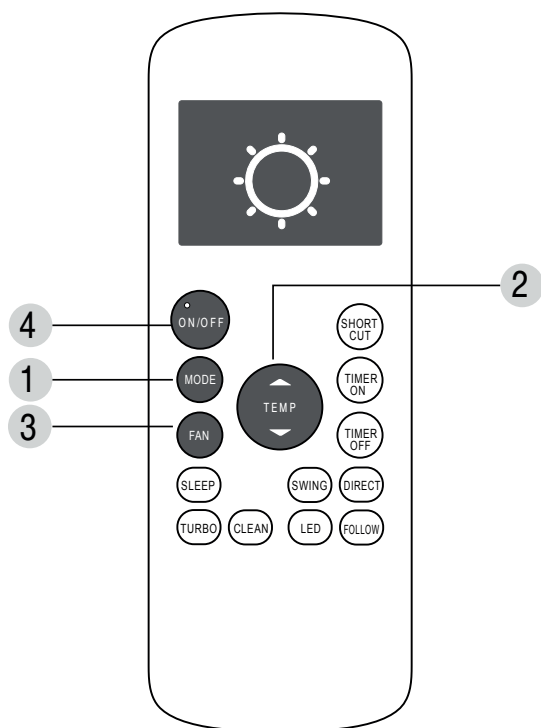 2
4
ON/OFF
SHORT
CUT
1
MODE
TEMP
TIMER
ON
3
FAN
TIMER
OFF
SLEEP
SWING
DIRECT
TURBO
CLEAN
LED
FOLLOW